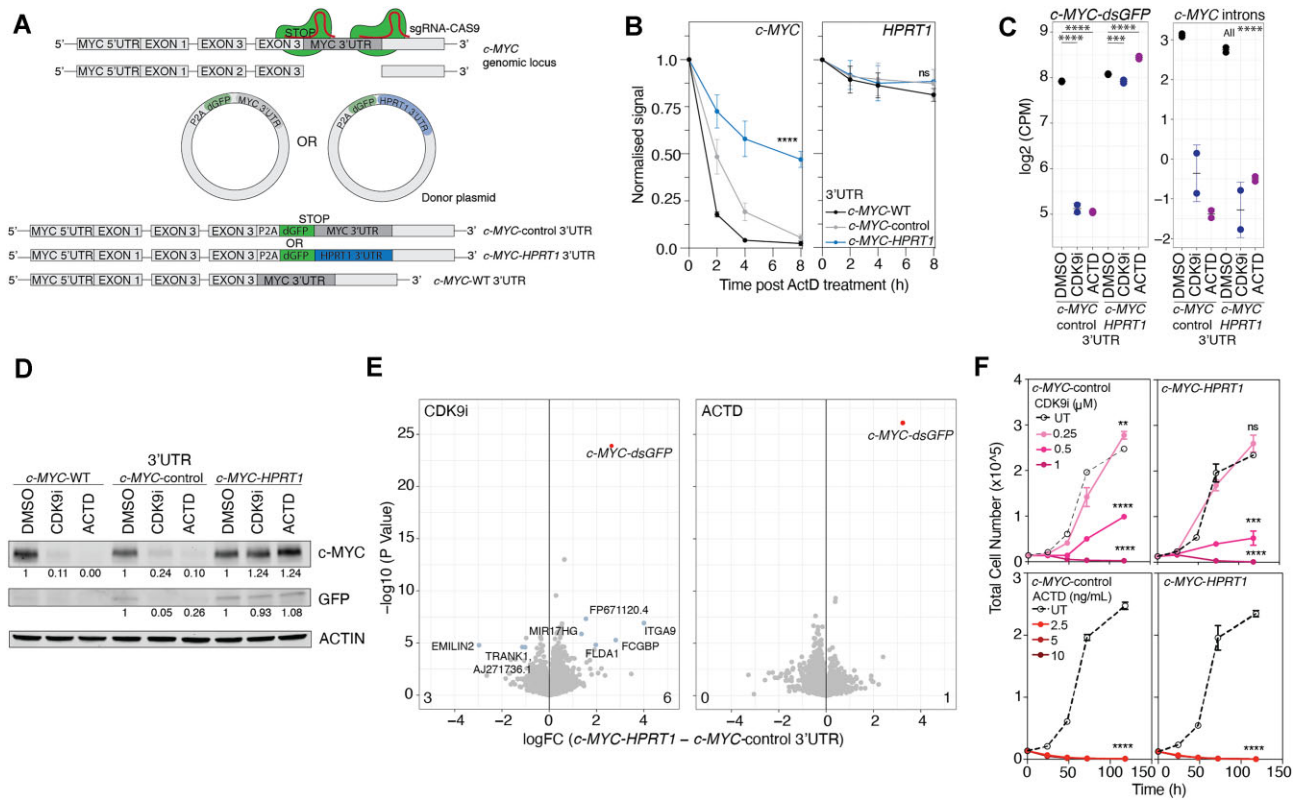 A
STOP
sgRNA-CAS9
5'- MYC 5'UTR EXON 1 EXON 3 EXON 3 MYC 3'UTR -3'
c-MYC
genomic locus
5'- MYC 5'UTR EXON 1 EXON 2 EXON 3 -3'
P2A dGFP MYC 3'UTR
OR
P2A dGFP HPRT1 3'UTR
Donor plasmid
STOP
5'- MYC 5'UTR EXON 1 EXON 3 EXON 3 P2A dGFP MYC 3'UTR -3' c-MYC-control 3'UTR
OR
5'- MYC 5'UTR EXON 1 EXON 3 EXON 3 P2A dGFP HPRT1 3'UTR -3' c-MYC-HPRT1 3'UTR
5'- MYC 5'UTR EXON 1 EXON 3 EXON 3 MYC 3'UTR 3' c-MYC-WT 3'UTR
B
c-MYC
HPRT1
Normalised signal
1.0
0.75
0.50
0.25
0.0
****
ns
3'UTR
c-MYC-WT
c-MYC-control
c-MYC-HPRT1
0 2 4 6 8 0 2 4 6 8
Time post ActD treatment (h)
C
c-MYC-dsGFP
c-MYC introns
**** ****
**** ***
All ****
log2 (CPM)
8
7
6
5
3
2
1
0
−1
−2
DMSO CDK9i ACTD DMSO CDK9i ACTD
DMSO CDK9i ACTD DMSO CDK9i ACTD
c-MYC c-MYC
control HPRT1
3'UTR
c-MYC c-MYC
control HPRT1
3'UTR
D
3'UTR
c-MYC-WT c-MYC-control c-MYC-HPRT1
DMSO CDK9i ACTD DMSO CDK9i ACTD DMSO CDK9i ACTD
c-MYC
1 0.11 0.00 1 0.24 0.10 1 1.24 1.24
GFP
1 0.05 0.26 1 0.93 1.08
ACTIN
E
CDK9i
ACTD
−log10 (P Value)
25
20
15
10
5
0
c-MYC-dsGFP
c-MYC-dsGFP
FP671120.4
MIR17HG
ITGA9
EMILIN2
FCGBP
TRANK1,
FLDA1
AJ271736.1
3 6
0 1
−4 −2 0 2 4 −4 −2 0 2 4
logFC (c-MYC-HPRT1 – c-MYC-control 3'UTR)
F
Total Cell Number (x10^5)
4
3
2
1
0
c-MYC-control
CDK9i (μM)
UT
0.25
0.5
1
**
****
****
c-MYC-HPRT1
ns
***
****
3
2
1
0
c-MYC-control
ACTD (ng/mL)
UT
2.5
5
10
****
c-MYC-HPRT1
****
0 50 100 150 0 50 100 150
Time (h)